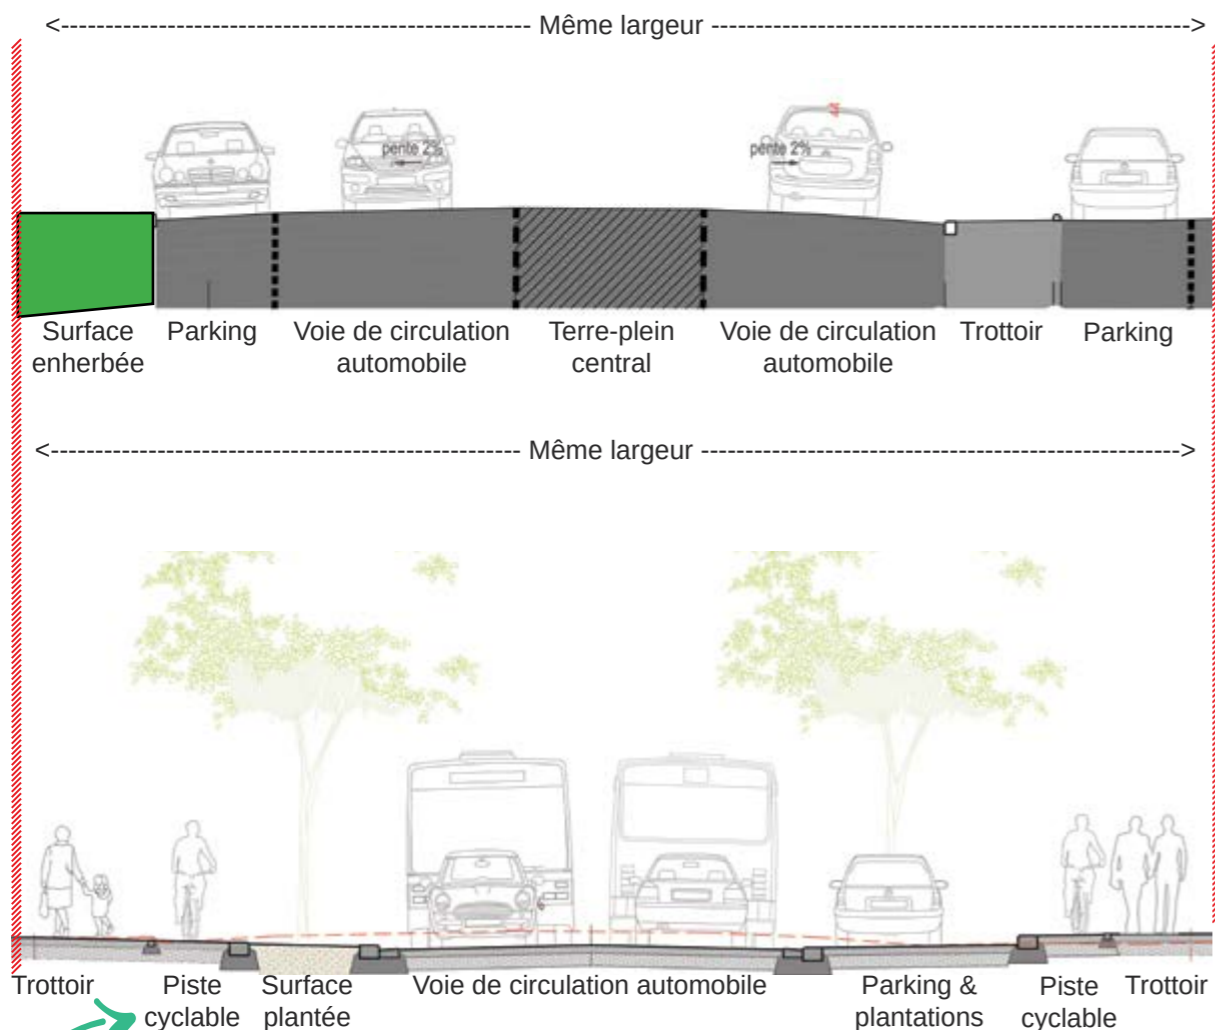 <---------------------------------------------------- Même largeur ------------------------------------------------------>
pente 2%
pente 2%
Surface
enherbée
Parking
Voie de circulation
automobile
Terre-plein
central
Voie de circulation
automobile
Trottoir
Parking
<---------------------------------------------------- Même largeur ------------------------------------------------------>
Trottoir
Piste
cyclable
Surface
plantée
Voie de circulation automobile
Parking &
plantations
Piste
cyclable
Trottoir